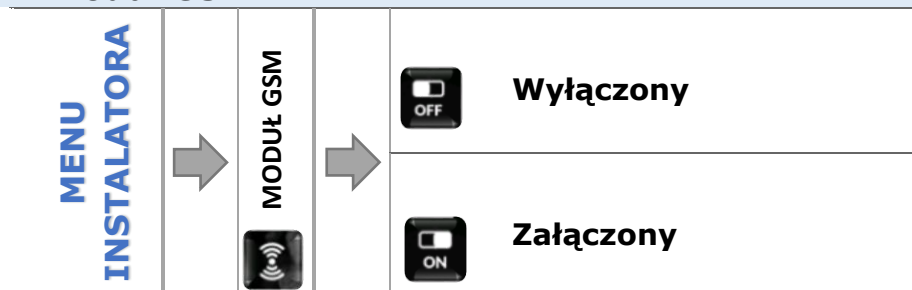 MENU
INSTALATORA
MODUŁ GSM
OFF
Wyłączony
ON
Załączony